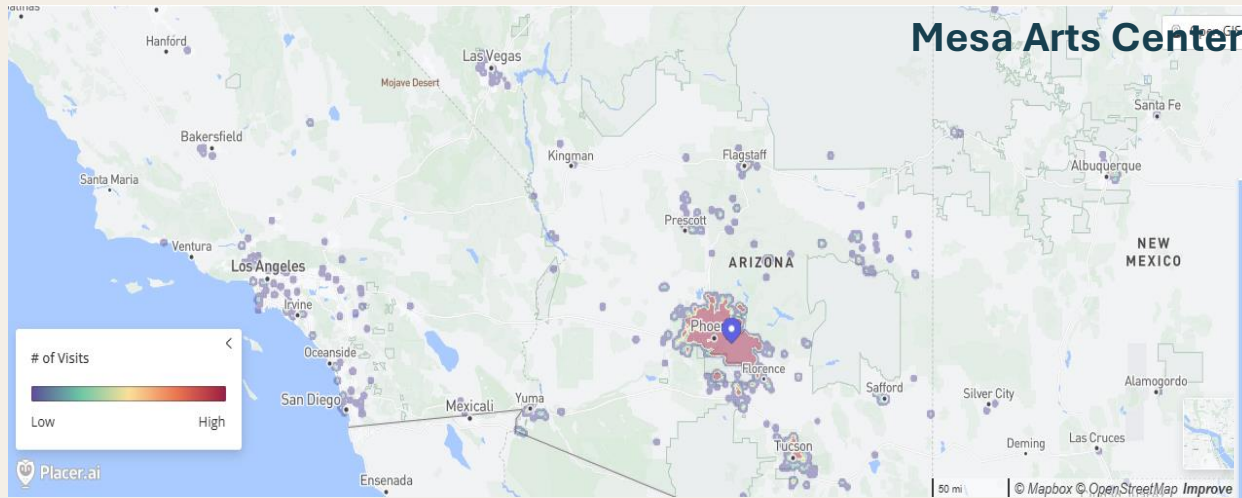 Mesa Arts Center
Hanford
Las Vegas
Mojave Desert
Santa Fe
Bakersfield
Kingman
Flagstaff
Albuquerque
Santa Maria
Prescott
Ventura
Los Angeles
ARIZONA
NEW
MEXICO
Irvine
Phoe
# of Visits
Oceanside
Florence
Low
High
San Diego
Mexicali
Yuma
Safford
Silver City
Alamogordo
Tucson
Deming
Las Cruces
Placer.ai
Ensenada
50 mi
© Mapbox © OpenStreetMap Improve